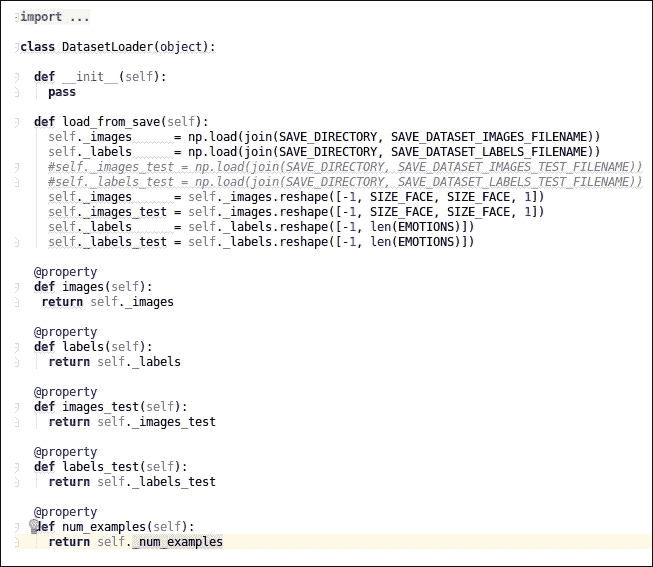 import ...
class DatasetLoader(object):
def __init__(self):
pass
def load_from_save(self):
self._images      = np.load(join(SAVE_DIRECTORY, SAVE_DATASET_IMAGES_FILENAME))
self._labels      = np.load(join(SAVE_DIRECTORY, SAVE_DATASET_LABELS_FILENAME))
#self._images_test = np.load(join(SAVE_DIRECTORY, SAVE_DATASET_IMAGES_TEST_FILENAME))
#self._labels_test = np.load(join(SAVE_DIRECTORY, SAVE_DATASET_LABELS_TEST_FILENAME))
self._images      = self._images.reshape([-1, SIZE_FACE, SIZE_FACE, 1])
self._images_test = self._images.reshape([-1, SIZE_FACE, SIZE_FACE, 1])
self._labels      = self._labels.reshape([-1, len(EMOTIONS)])
self._labels_test = self._labels.reshape([-1, len(EMOTIONS)])
@property
def images(self):
return self._images
@property
def labels(self):
return self._labels
@property
def images_test(self):
return self._images_test
@property
def labels_test(self):
return self._labels_test
@property
def num_examples(self):
return self._num_examples